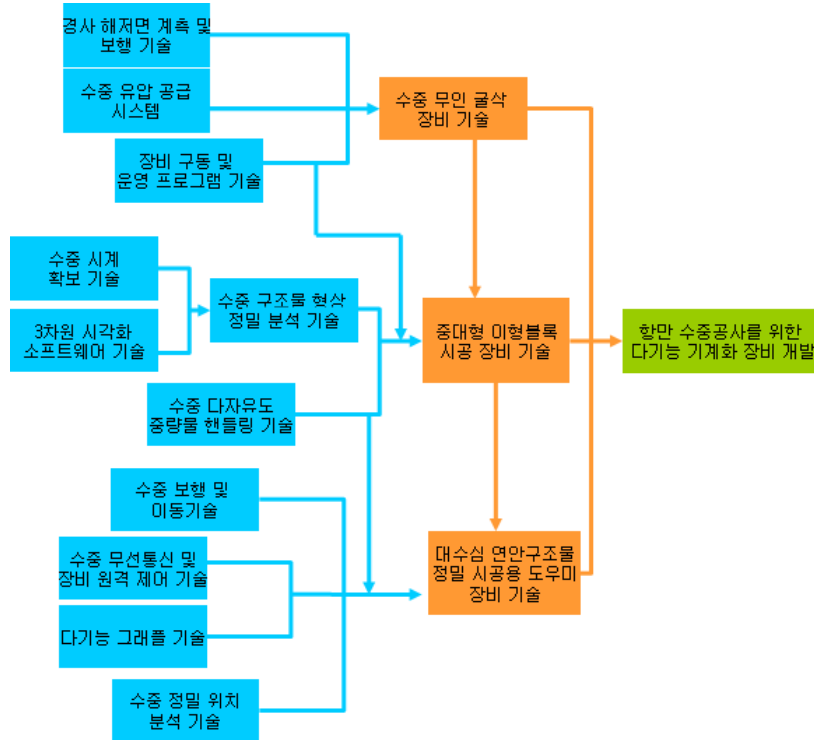 경사 해저면 계측 및
보행 기술
수중 유압 공급
시스템
장비 구동 및
운영 프로그램 기술
수중 시계
확보 기술
3차원 시각화
소프트웨어 기술
수중 구조물 형상
정밀 분석 기술
수중 다자유도
중량물 핸들링 기술
수중 보행 및
이동기술
수중 무선통신 및
장비 원격 제어 기술
다기능 그래플 기술
수중 정밀 위치
분석 기술
수중 무인 굴삭
장비 기술
중대형 이형블록
시공 장비 기술
대수심 연안구조물
정밀 시공용 도우미
장비 기술
항만 수중공사를 위한
다기능 기계화 장비 개발